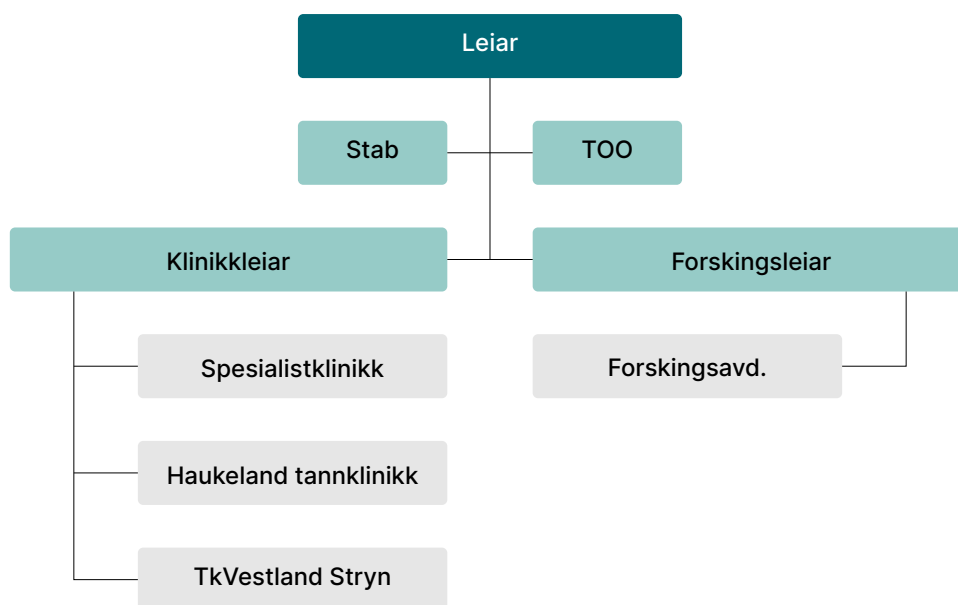 Leiar
Stab
TOO
Klinikkleiar
Forskingsleiar
Spesialistklinikk
Forskingsavd.
Haukeland tannklinikk
TkVestland Stryn